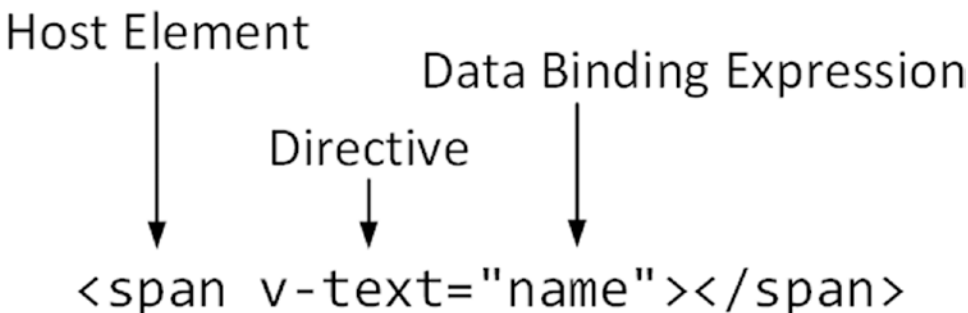 Host Element
Data Binding Expression
Directive
<span v-text="name"></span>